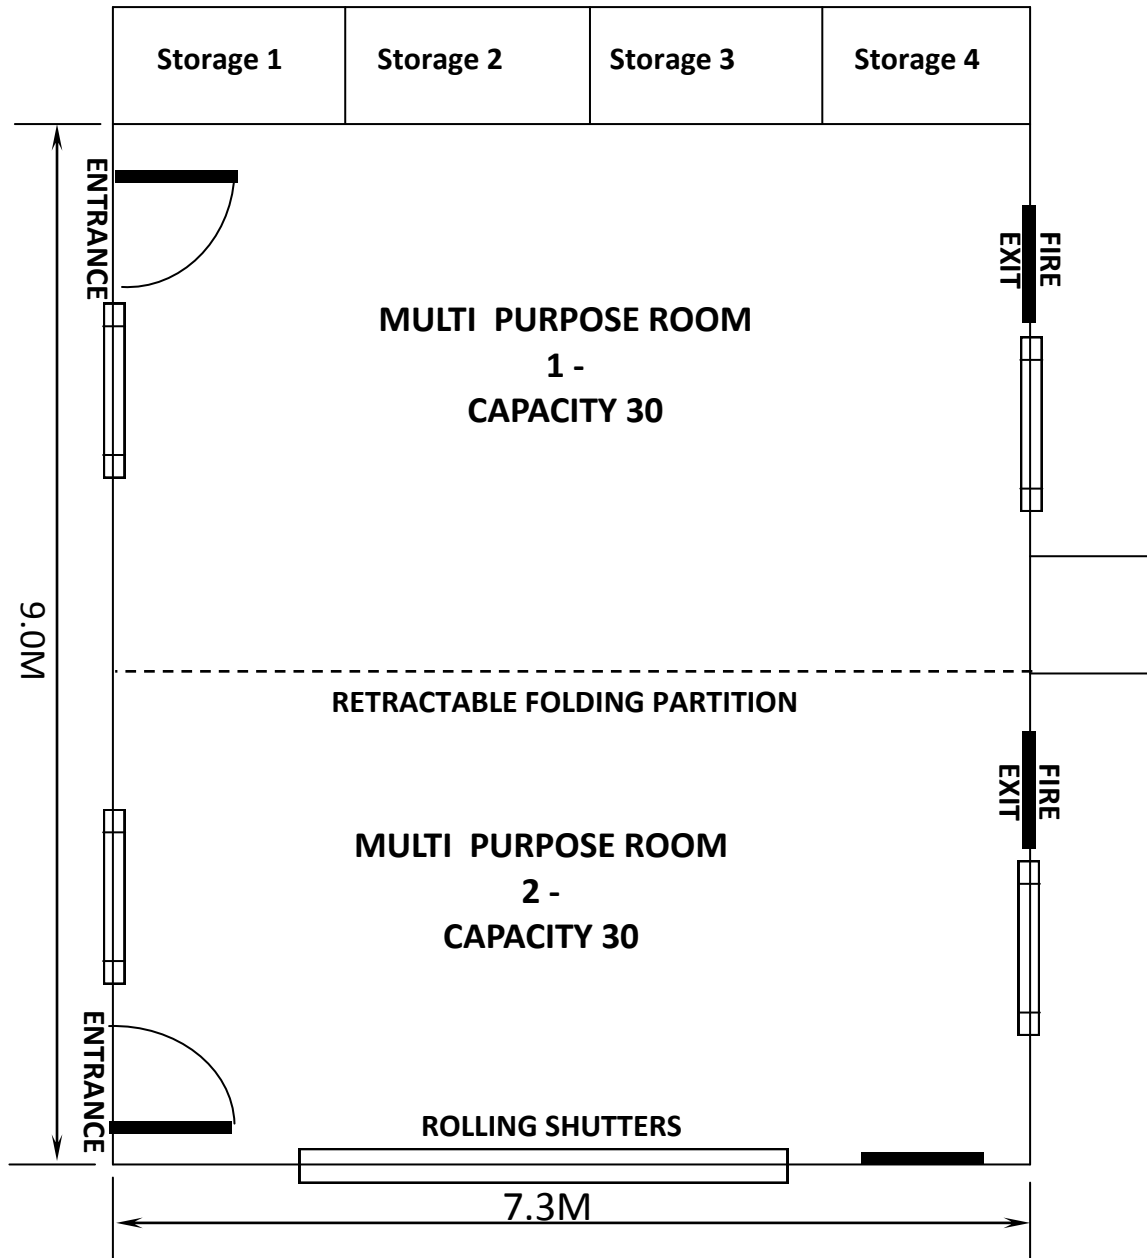 Storage 1
Storage 2
Storage 3
Storage 4
ENTRANCE
FIRE
EXIT
MULTI PURPOSE ROOM
1 -
CAPACITY 30
9.0M
RETRACTABLE FOLDING PARTITION
FIRE
EXIT
MULTI PURPOSE ROOM
2 -
CAPACITY 30
ENTRANCE
ROLLING SHUTTERS
7.3M